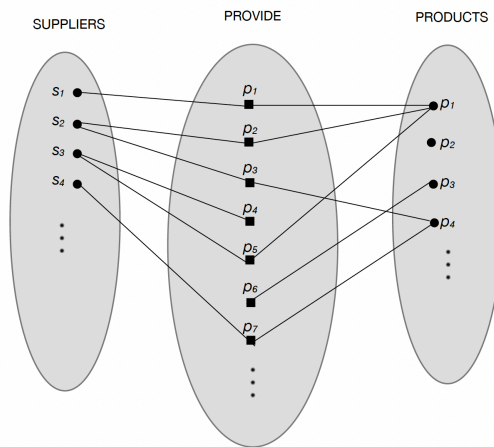 SUPPLIERS
PROVIDE
PRODUCTS
s1
s2
s3
s4
p1
p2
p3
p4
p5
p6
p7
p1
p2
p3
p4